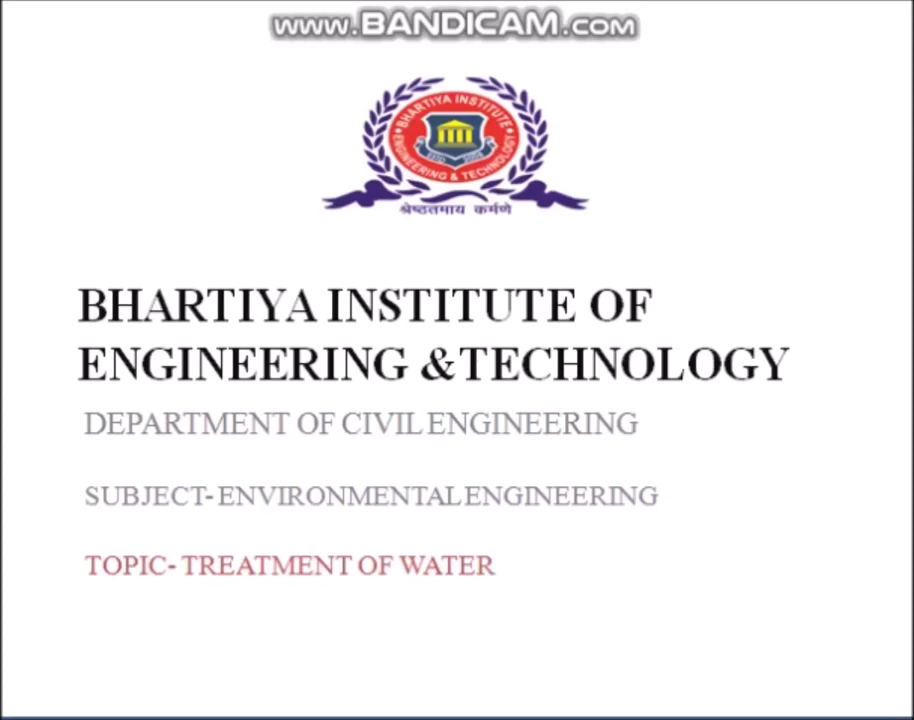 www.BANDICAM.com
BHARTIYA INSTITUTE
ENGINEERING & TECHNOLOGY
श्रेष्ठतमाय कर्मणे
BHARTIYA INSTITUTE OF
ENGINEERING &TECHNOLOGY
DEPARTMENT OF CIVIL ENGINEERING
SUBJECT- ENVIRONMENTAL ENGINEERING
TOPIC- TREATMENT OF WATER